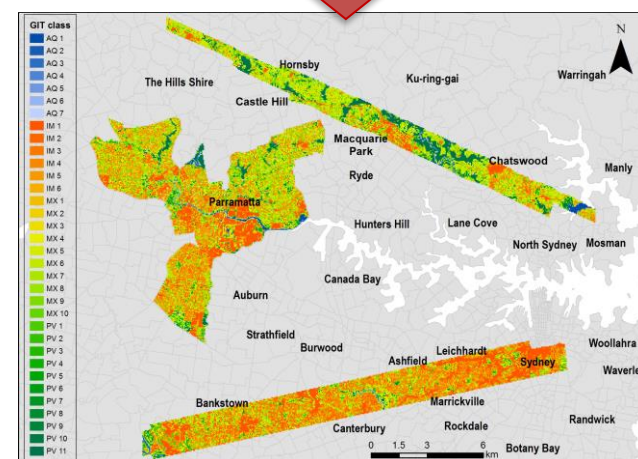 GIT class
AQ 1
AQ 2
AQ 3
AQ 4
AQ 5
AQ 6
AQ 7
IM 1
IM 2
IM 3
IM 4
IM 5
IM 6
MX 1
MX 2
MX 3
MX 4
MX 5
MX 6
MX 7
MX 8
MX 9
MX 10
PV 1
PV 2
PV 3
PV 4
PV 5
PV 6
PV 7
PV 8
PV 9
PV 10
PV 11
N
Hornsby
The Hills Shire
Ku-ring-gai
Warringah
Castle Hill
Macquarie
Park
Chatswood
Manly
Ryde
Parramatta
Hunters Hill
Lane Cove
North Sydney
Mosman
Canada Bay
Auburn
Strathfield
Burwood
Woollahra
Leichhardt
Ashfield
Sydney
Waverle
Bankstown
Marrickville
Canterbury
Rockdale
Randwick
Botany Bay
0 1.5 3 6
km